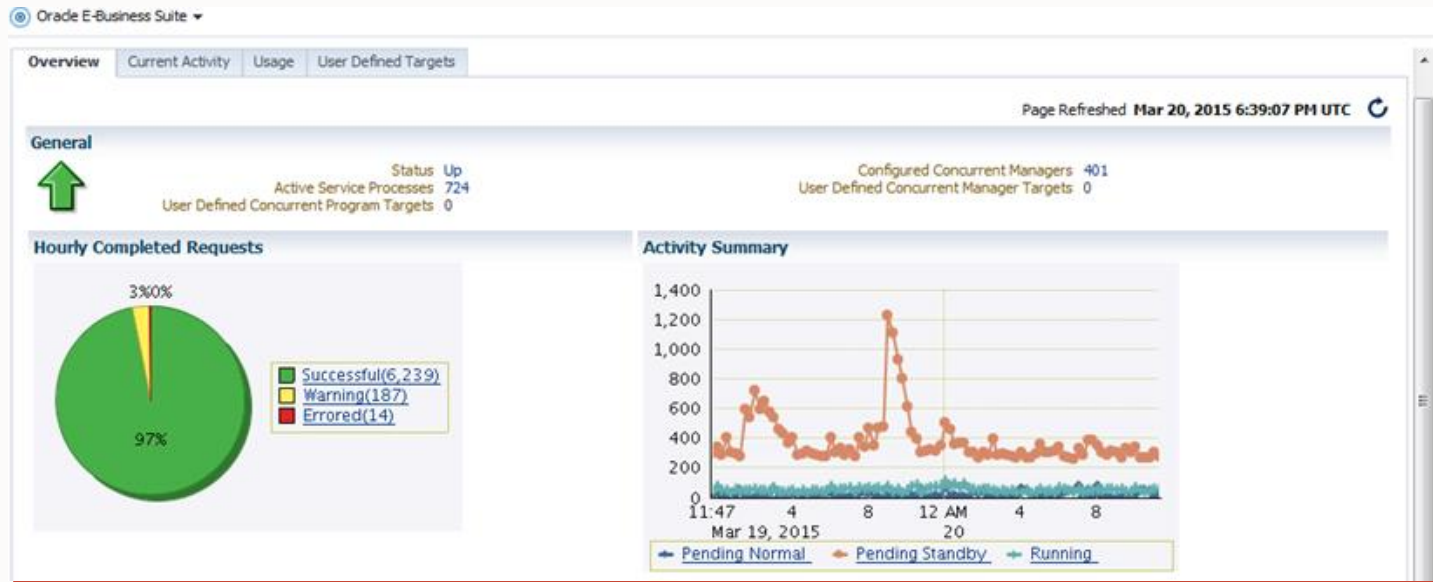 Oracle E-Business Suite
Overview Current Activity Usage User Defined Targets
Page Refreshed Mar 20, 2015 6:39:07 PM UTC
General
Status Up
Active Service Processes 724
User Defined Concurrent Program Targets 0
Configured Concurrent Managers 401
User Defined Concurrent Manager Targets 0
Hourly Completed Requests
3%0%
97%
Successful(6,239)
Warning(187)
Errored(14)
Activity Summary
1,400
1,200
1,000
800
600
400
200
0
11:47 4 8 12 AM 4 8
Mar 19, 2015 20
Pending Normal Pending Standby Running